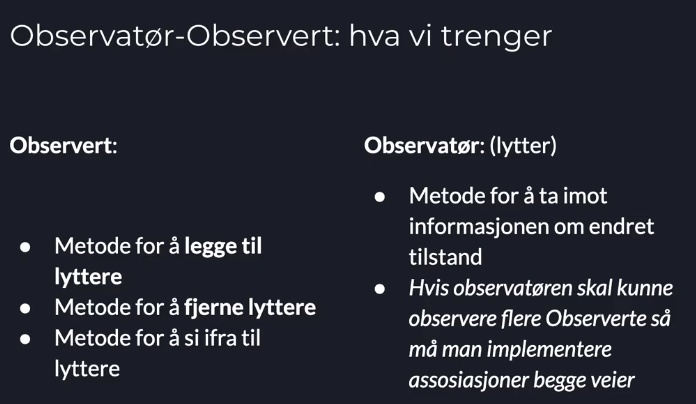 Observatør-Observert: hva vi trenger
Observert:
● Metode for å legge til
lyttere
● Metode for å fjerne lyttere
● Metode for å si ifra til
lyttere
Observatør: (lytter)
● Metode for å ta imot
informasjonen om endret
tilstand
● Hvis observatøren skal kunne
observere flere Observerte så
må man implementere
assosiasjoner begge veier